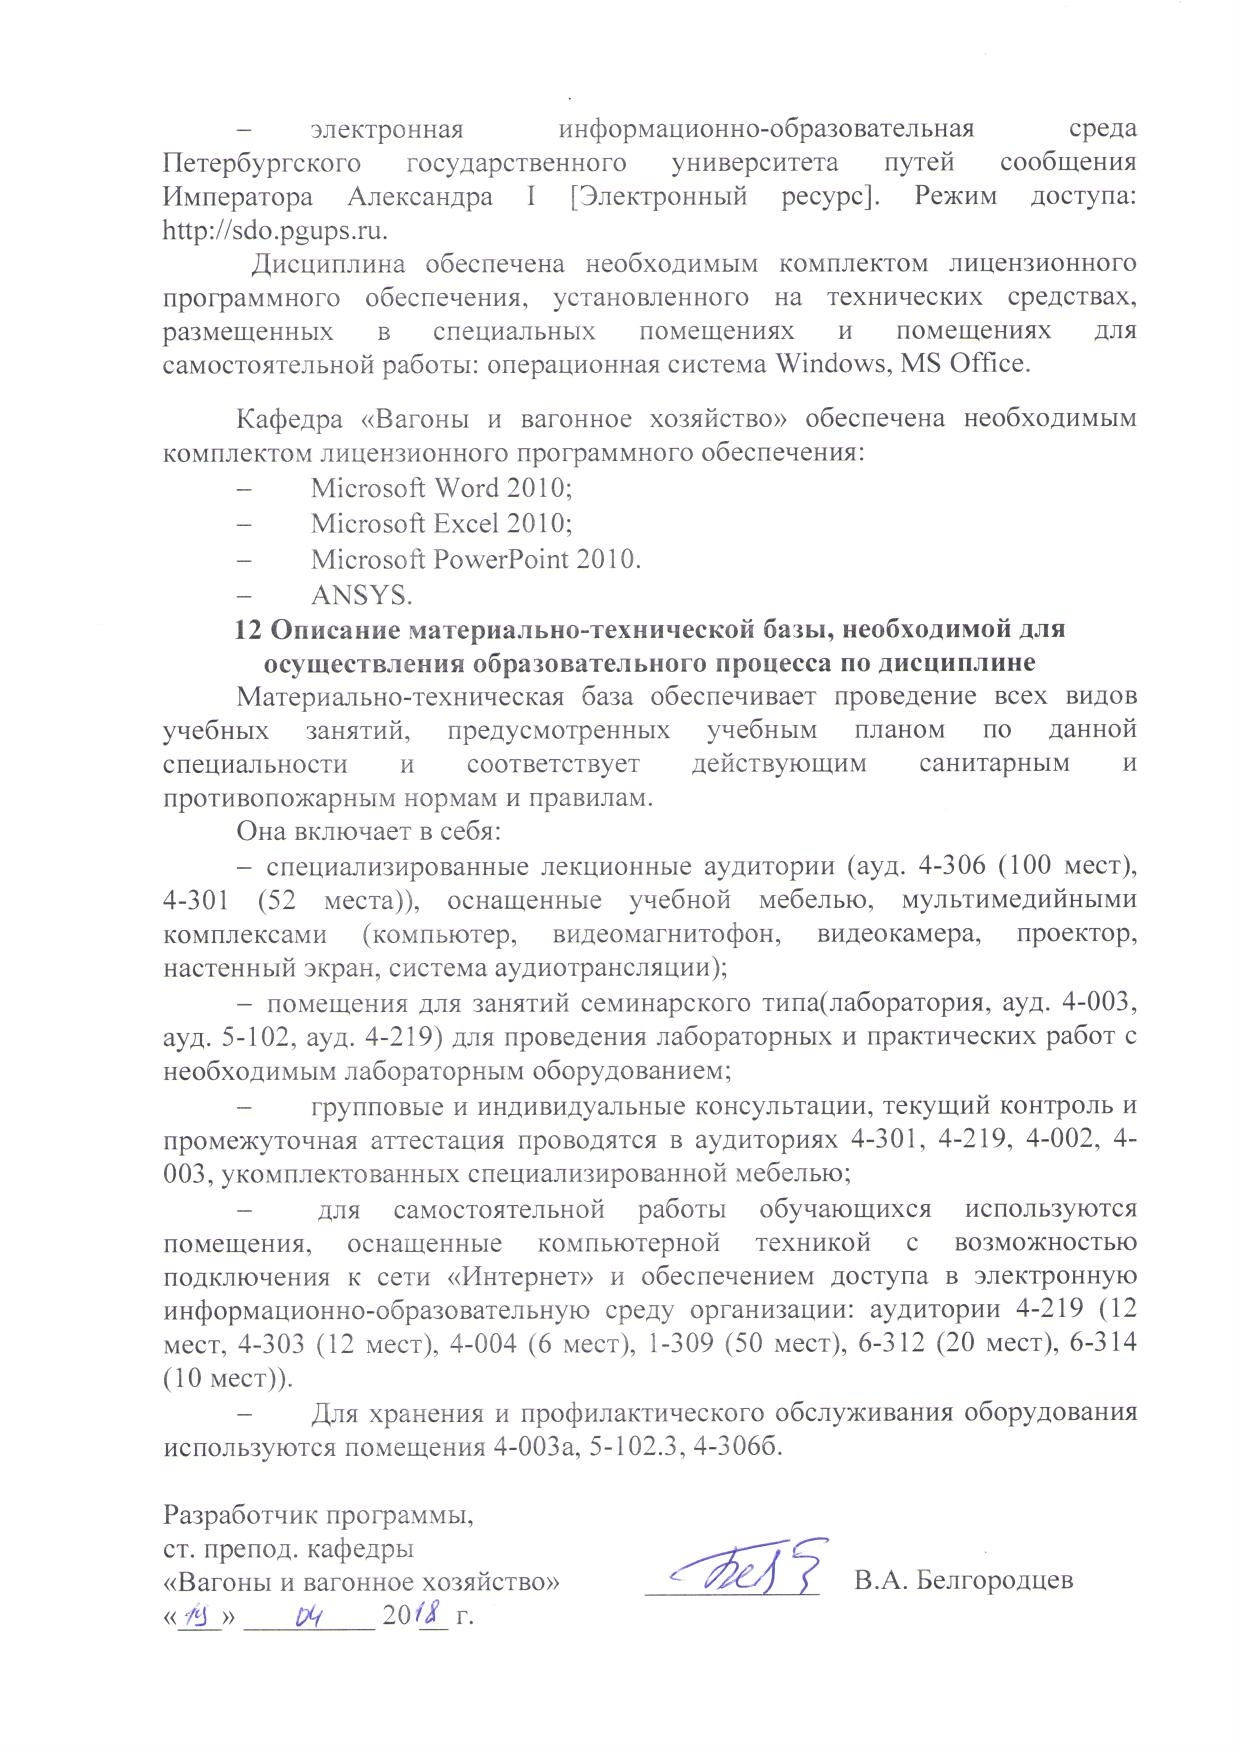 – электронная информационно-образовательная среда
Петербургского государственного университета путей сообщения
Императора Александра I [Электронный ресурс]. Режим доступа:
http://sdo.pgups.ru.
Дисциплина обеспечена необходимым комплектом лицензионного
программного обеспечения, установленного на технических средствах,
размещенных в специальных помещениях и помещениях для
самостоятельной работы: операционная система Windows, MS Office.
Кафедра «Вагоны и вагонное хозяйство» обеспечена необходимым
комплектом лицензионного программного обеспечения:
– Microsoft Word 2010;
– Microsoft Excel 2010;
– Microsoft PowerPoint 2010.
– ANSYS.
12 Описание материально-технической базы, необходимой для
осуществления образовательного процесса по дисциплине
Материально-техническая база обеспечивает проведение всех видов
учебных занятий, предусмотренных учебным планом по данной
специальности и соответствует действующим санитарным и
противопожарным нормам и правилам.
Она включает в себя:
– специализированные лекционные аудитории (ауд. 4-306 (100 мест),
4-301 (52 места)), оснащенные учебной мебелью, мультимедийными
комплексами (компьютер, видеомагнитофон, видеокамера, проектор,
настенный экран, система аудиотрансляции);
– помещения для занятий семинарского типа(лаборатория, ауд. 4-003,
ауд. 5-102, ауд. 4-219) для проведения лабораторных и практических работ с
необходимым лабораторным оборудованием;
– групповые и индивидуальные консультации, текущий контроль и
промежуточная аттестация проводятся в аудиториях 4-301, 4-219, 4-002, 4-
003, укомплектованных специализированной мебелью;
– для самостоятельной работы обучающихся используются
помещения, оснащенные компьютерной техникой с возможностью
подключения к сети «Интернет» и обеспечением доступа в электронную
информационно-образовательную среду организации: аудитории 4-219 (12
мест, 4-303 (12 мест), 4-004 (6 мест), 1-309 (50 мест), 6-312 (20 мест), 6-314
(10 мест)).
– Для хранения и профилактического обслуживания оборудования
используются помещения 4-003а, 5-102.3, 4-306б.
Разработчик программы,
ст. препод. кафедры
«Вагоны и вагонное хозяйство» В.А. Белгородцев
«19» 04 2018 г.